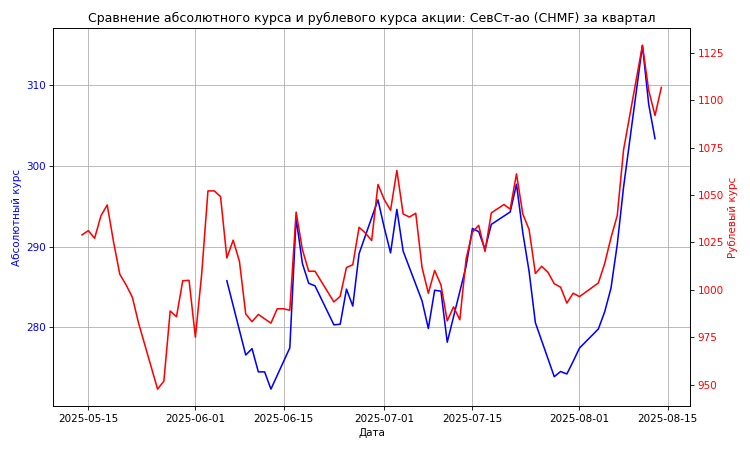 Сравнение абсолютного курса и рублевого курса акции: СевСт-ао (CHMF) за квартал
Абсолютный курс
310
300
290
280
1125
1100
1075
1050
1025
1000
975
950
Рублевый курс
2025-05-15 2025-06-01 2025-06-15 2025-07-01 2025-07-15 2025-08-01 2025-08-15
Дата